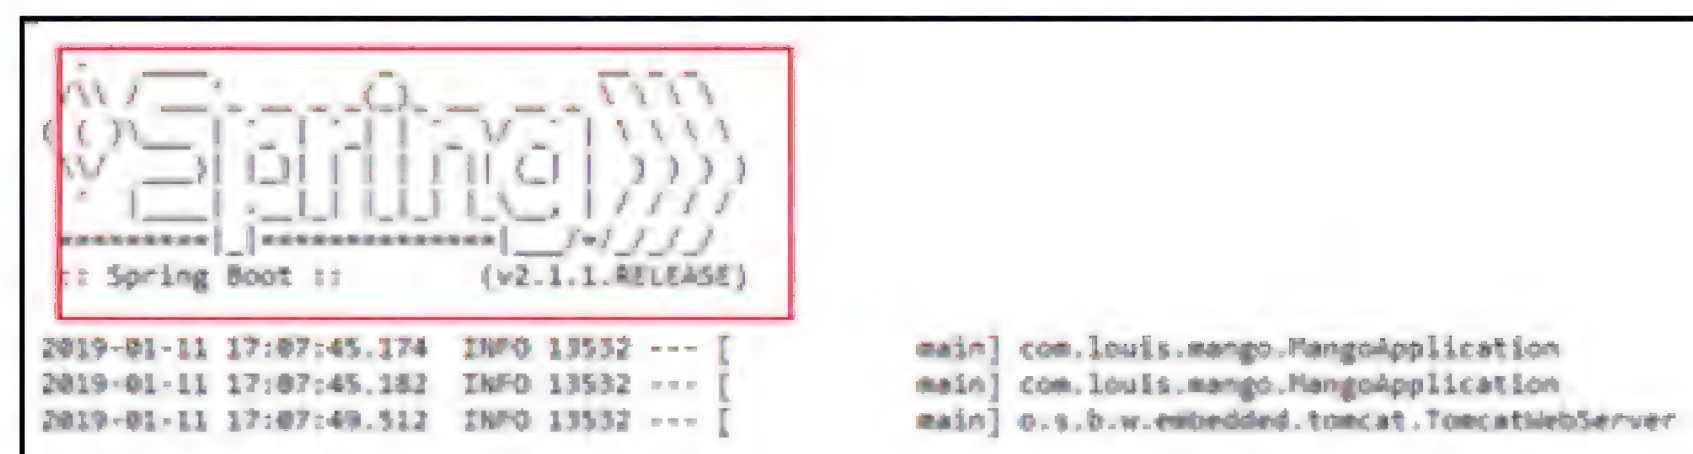 Spring
:: Spring Boot :: (v2.1.1.RELEASE)
2019-01-11 17:07:45.174 INFO 13532 --- [ main] com.louis.mango.MangoApplication
2019-01-11 17:07:45.182 INFO 13532 --- [ main] com.louis.mango.MangoApplication
2019-01-11 17:07:49.512 INFO 13532 --- [ main] o.s.b.w.embedded.tomcat.TomcatWebServer